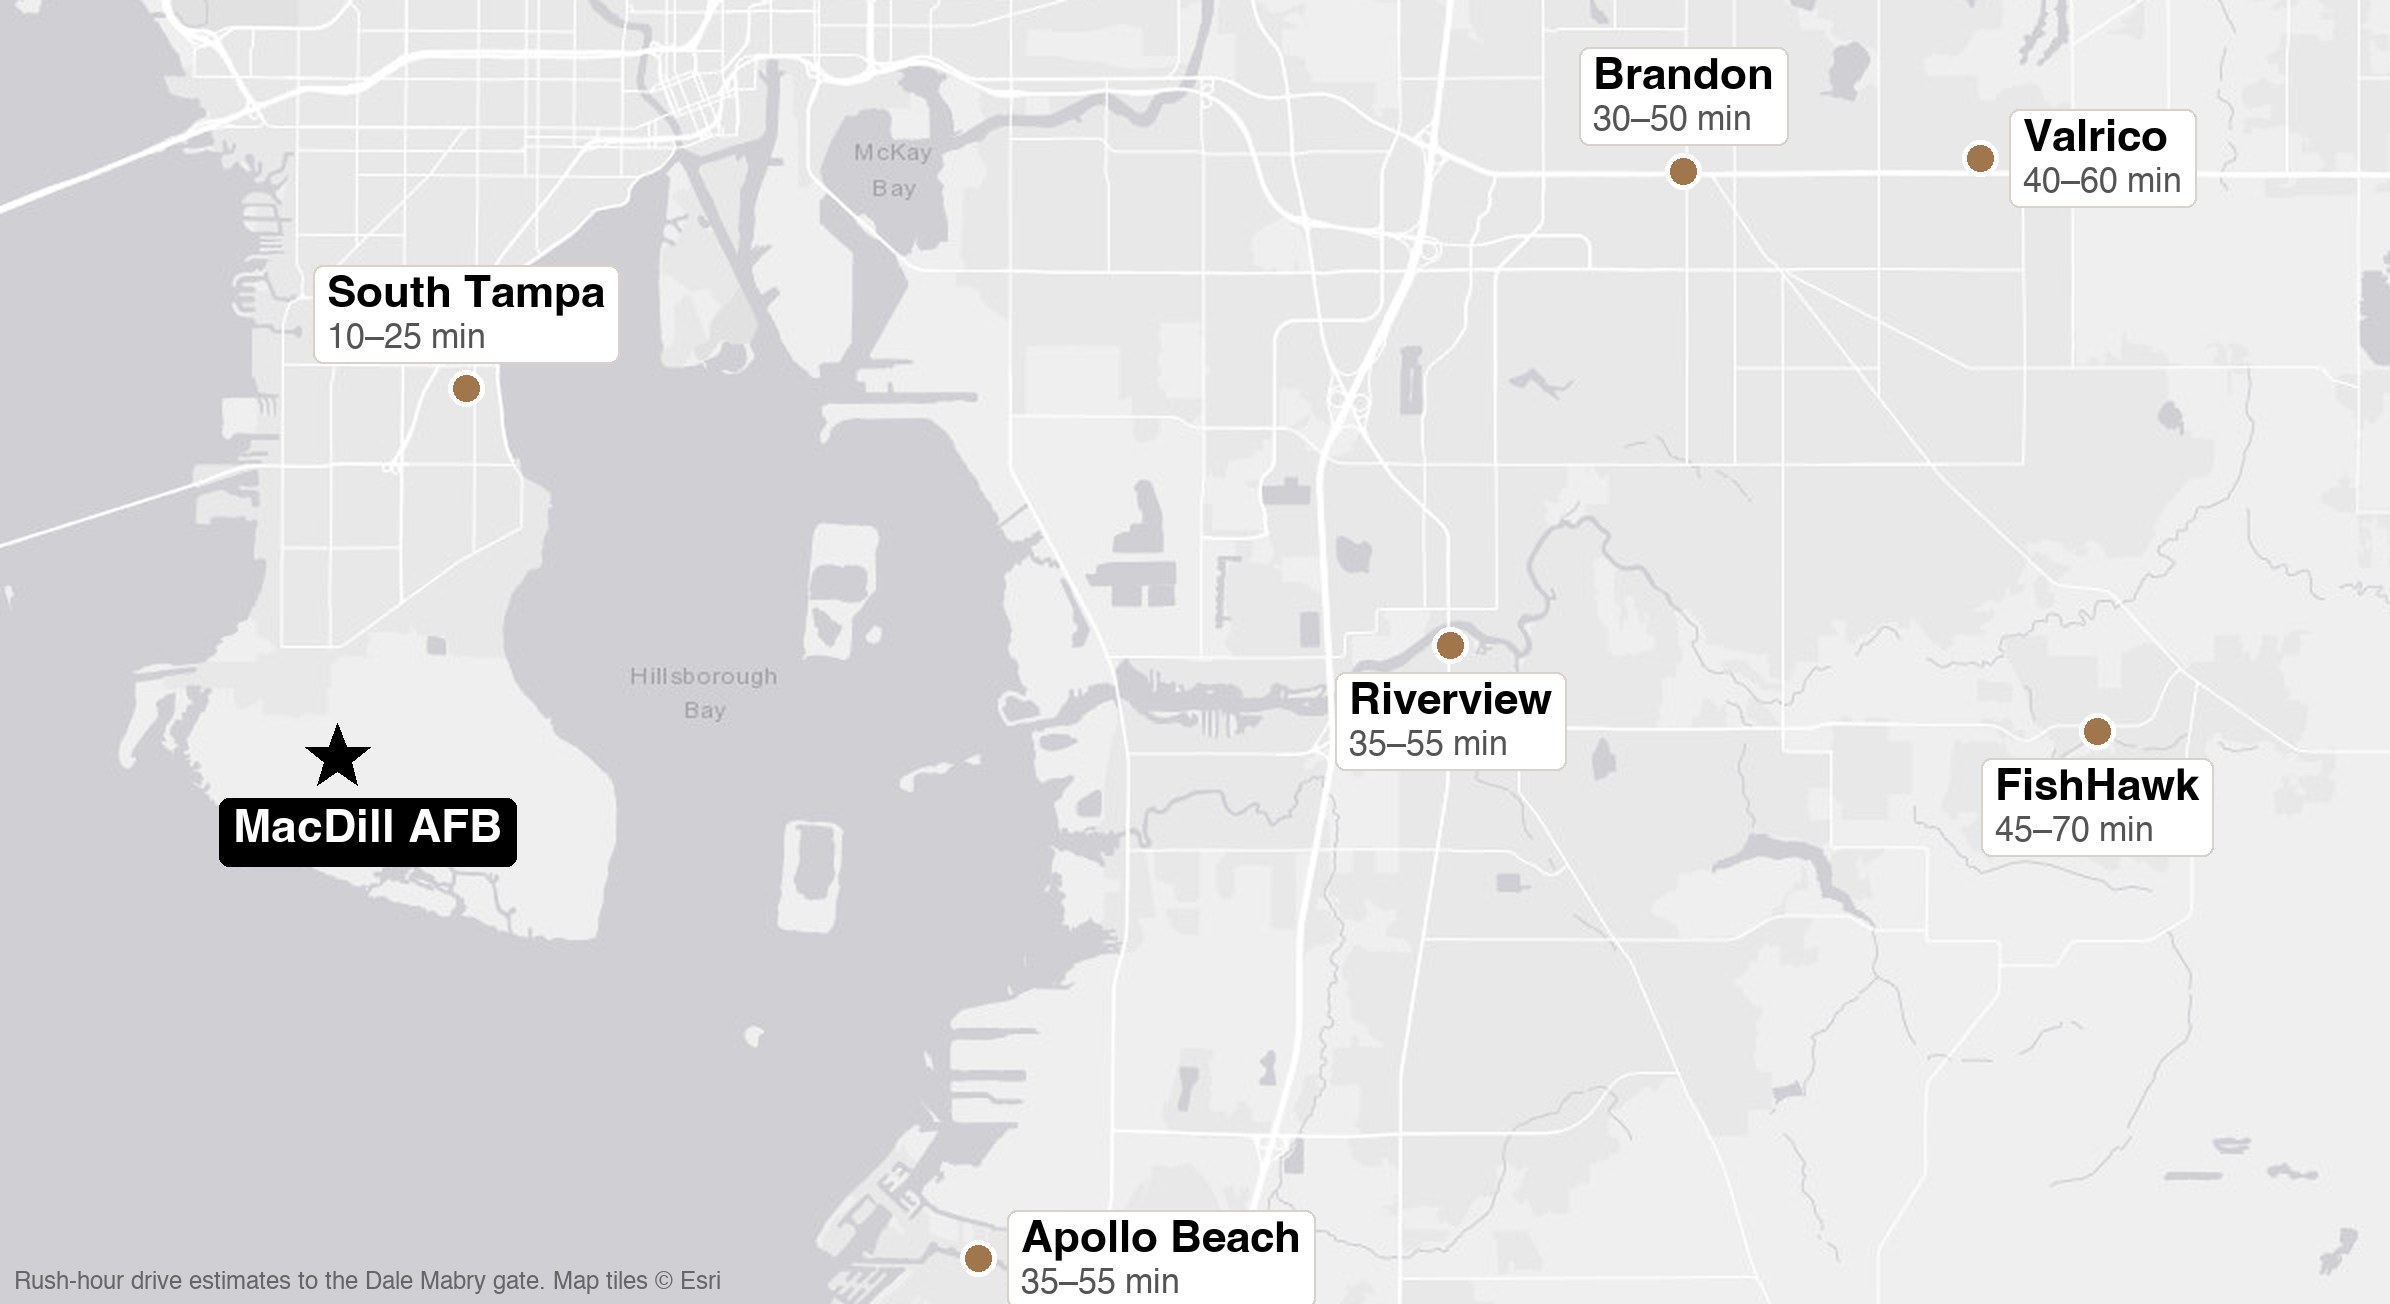 Brandon
30–50 min
Valrico
40–60 min
McKay
Bay
South Tampa
10–25 min
Hillsborough
Bay
Riverview
35–55 min
MacDill AFB
FishHawk
45–70 min
Apollo Beach
35–55 min
Rush-hour drive estimates to the Dale Mabry gate. Map tiles © Esri